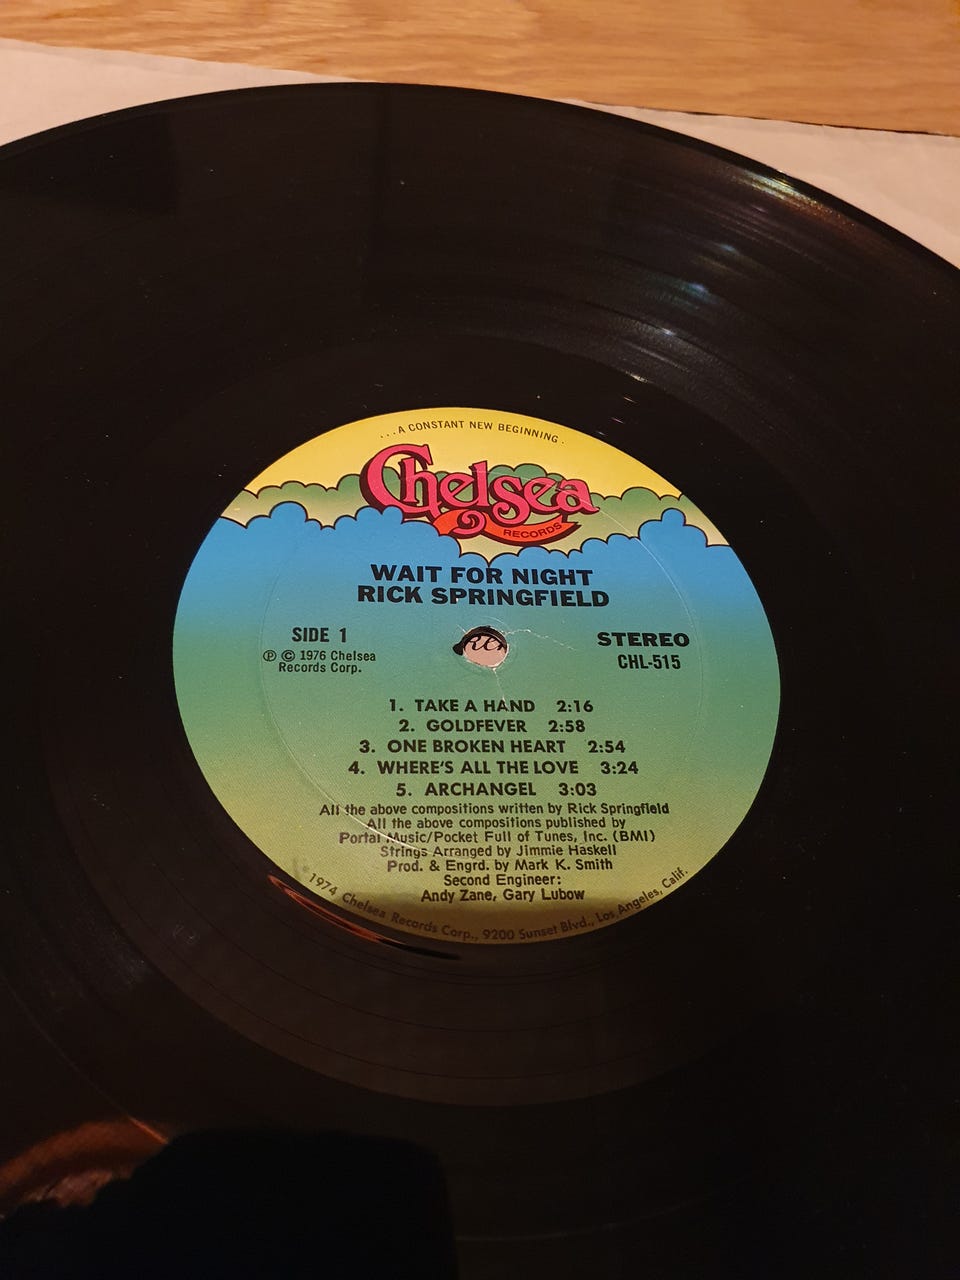 ...A CONSTANT NEW BEGINNING.
Chelsea
RECORDS
WAIT FOR NIGHT
RICK SPRINGFIELD
SIDE 1
Ⓟ © 1976 Chelsea
Records Corp.
STEREO
CHL-515
1. TAKE A HAND 2:16
2. GOLDFEVER 2:58
3. ONE BROKEN HEART 2:54
4. WHERE'S ALL THE LOVE 3:24
5. ARCHANGEL 3:03
All the above compositions written by Rick Springfield
All the above compositions published by
Portal Music/Pocket Full of Tunes, Inc. (BMI)
Strings Arranged by Jimmie Haskell
Prod. & Engrd. by Mark K. Smith
Second Engineer:
Andy Zane, Gary Lubow
1974 Chelsea Records Corp., 9200 Sunset Blvd., Los Angeles, Calif.